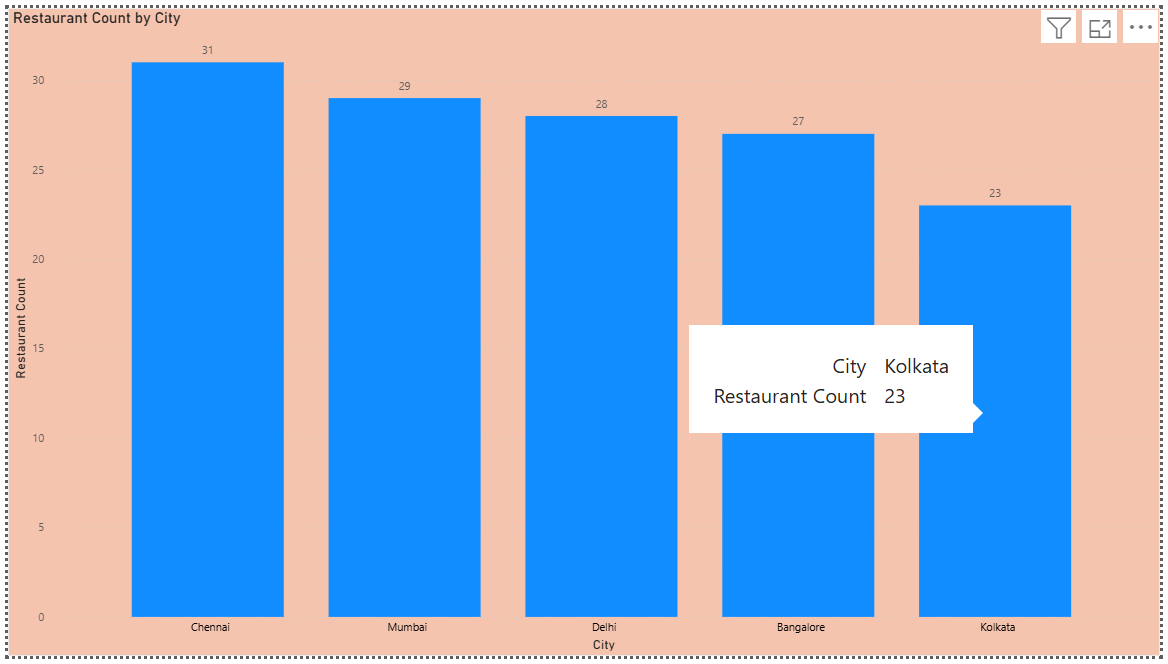 Restaurant Count by City
31
29
28
27
23
30
25
20
15
10
5
0
Restaurant Count
City Kolkata
Restaurant Count 23
Chennai Mumbai Delhi Bangalore Kolkata
City